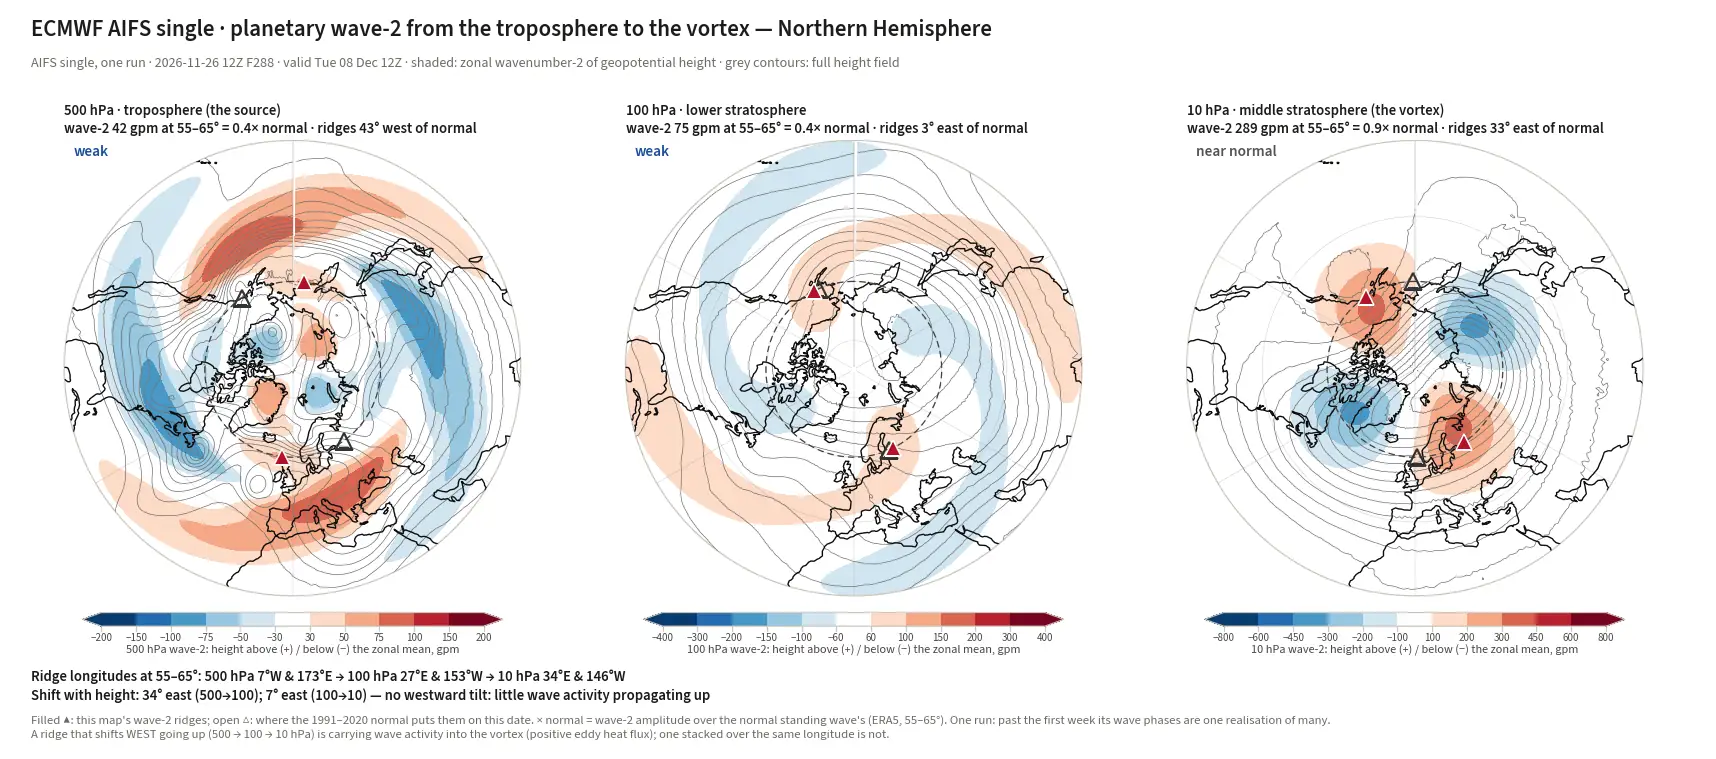 ECMWF AIFS single · planetary wave-2 from the troposphere to the vortex — Northern Hemisphere
AIFS single, one run · 2026-11-26 12Z F288 · valid Tue 08 Dec 12Z · shaded: zonal wavenumber-2 of geopotential height · grey contours: full height field
500 hPa · troposphere (the source)
wave-2 42 gpm at 55–65° = 0.4× normal · ridges 43° west of normal
weak
100 hPa · lower stratosphere
wave-2 75 gpm at 55–65° = 0.4× normal · ridges 3° east of normal
weak
10 hPa · middle stratosphere (the vortex)
wave-2 289 gpm at 55–65° = 0.9× normal · ridges 33° east of normal
near normal
−200 −150 −100 −75 −50 −30 30 50 75 100 150 200
500 hPa wave-2: height above (+) / below (−) the zonal mean, gpm
−400 −300 −200 −150 −100 −60 60 100 150 200 300 400
100 hPa wave-2: height above (+) / below (−) the zonal mean, gpm
−800 −600 −450 −300 −200 −100 100 200 300 450 600 800
10 hPa wave-2: height above (+) / below (−) the zonal mean, gpm
Ridge longitudes at 55–65°: 500 hPa 7°W & 173°E → 100 hPa 27°E & 153°W → 10 hPa 34°E & 146°W
Shift with height: 34° east (500→100); 7° east (100→10) — no westward tilt: little wave activity propagating up
Filled ▲: this map's wave-2 ridges; open △: where the 1991–2020 normal puts them on this date. × normal = wave-2 amplitude over the normal standing wave's (ERA5, 55–65°). One run: past the first week its wave phases are one realisation of many.
A ridge that shifts WEST going up (500 → 100 → 10 hPa) is carrying wave activity into the vortex (positive eddy heat flux); one stacked over the same longitude is not.